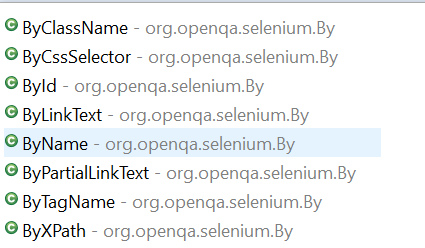 ByClassName - org.openqa.selenium.By
ByCssSelector - org.openqa.selenium.By
ById - org.openqa.selenium.By
ByLinkText - org.openqa.selenium.By
ByName - org.openqa.selenium.By
ByPartialLinkText - org.openqa.selenium.By
ByTagName - org.openqa.selenium.By
ByXPath - org.openqa.selenium.By